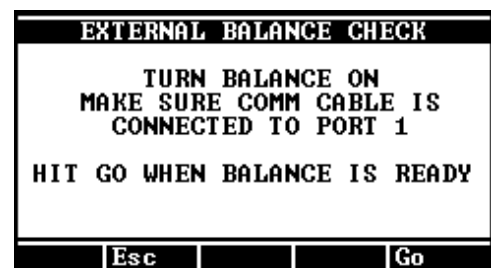 EXTERNAL BALANCE CHECK
TURN BALANCE ON
MAKE SURE COMM CABLE IS
CONNECTED TO PORT 1
HIT GO WHEN BALANCE IS READY
Esc Go